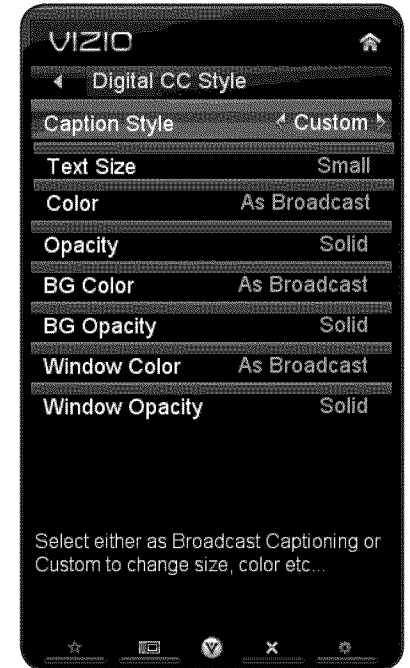 VIZIO
Digital CC Style
Caption Style Custom
Text Size Small
Color As Broadcast
Opacity Solid
BG Color As Broadcast
BG Opacity Solid
Window Color As Broadcast
Window Opacity Solid
Select either as Broadcast Captioning or
Custom to change size, color etc...